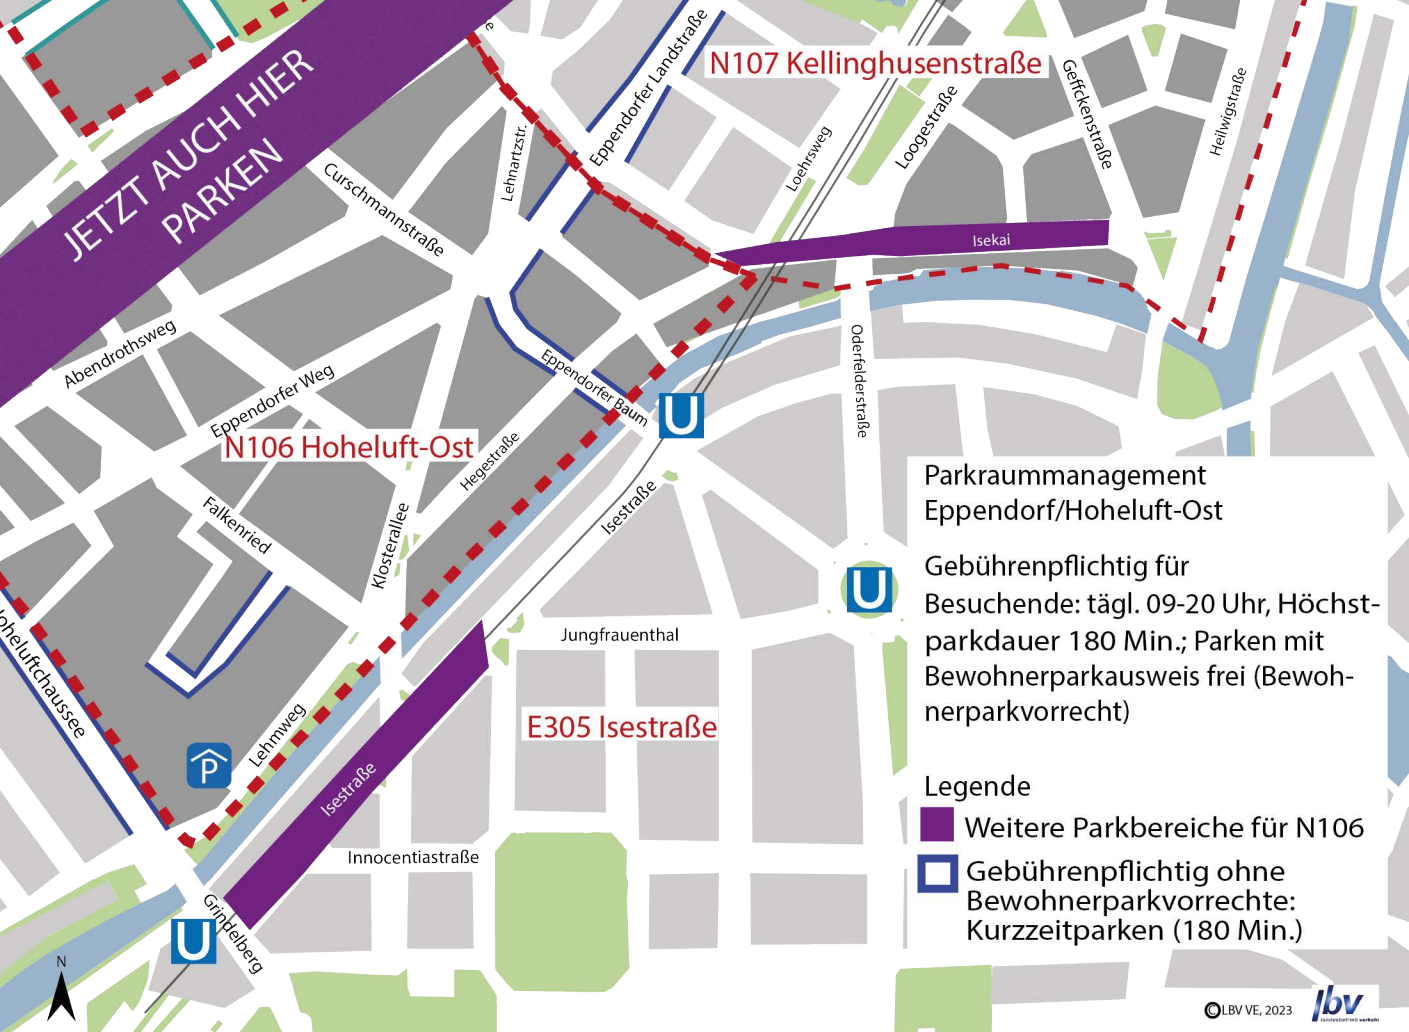 JETZT AUCH HIER
PARKEN
N107 Kellinghusenstraße
Eppendorfer Landstraße
Lehnartzstr.
Loehrsweg
Loogestraße
Geffckenstraße
Heilwigstraße
Curschmannstraße
Isekai
Abendrothsweg
Eppendorfer Weg
Eppendorfer Baum
Oderfelderstraße
U
N106 Hoheluft-Ost
Hegestraße
Isestraße
Falkenried
Klosterallee
U
Jungfrauenthal
oheluftchaussee
Lehmweg
P
E305 Isestraße
Isestraße
Innocentiastraße
Grindelberg
U
N
Parkraummanagement
Eppendorf/Hoheluft-Ost
Gebührenpflichtig für
Besuchende: tägl. 09-20 Uhr, Höchst-
parkdauer 180 Min.; Parken mit
Bewohnerparkausweis frei (Bewoh-
nerparkvorrecht)
Legende
Weitere Parkbereiche für N106
Gebührenpflichtig ohne
Bewohnerparkvorrechte:
Kurzzeitparken (180 Min.)
©LBV VE, 2023
lbv
landesbetrieb verkehr